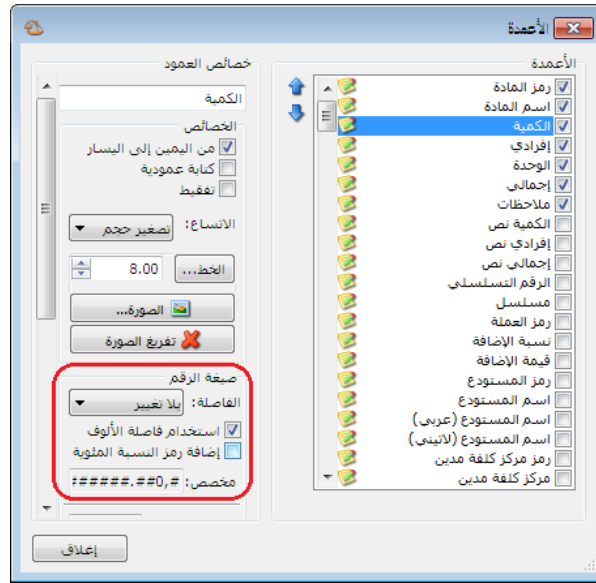 الأعمدة
الأعمدة
رمز المادة
اسم المادة
الكمية
إفرادي
الوحدة
إجمالي
ملاحظات
الكمية نص
إفرادي نص
إجمالي نص
الرقم التسلسلي
مسلسل
رمز العملة
نسبة الإضافة
قيمة الإضافة
رمز المستودع
اسم المستودع
اسم المستودع (عربي)
اسم المستودع (لاتيني)
رمز مركز كلفة مدين
مركز كلفة مدين
خصائص العمود
الكمية
الخصائص
من اليمين إلى اليسار
كتابة عمودية
تفقيط
الاتساع: تصغير حجم
الخط... 8.00
الصورة...
تفريغ الصورة
صيغة الرقم
الفاصلة: بلا تغيير
استخدام فاصلة الألوف
إضافة رمز النسبة المئوية
مخصص: #,##0.######
إغلاق